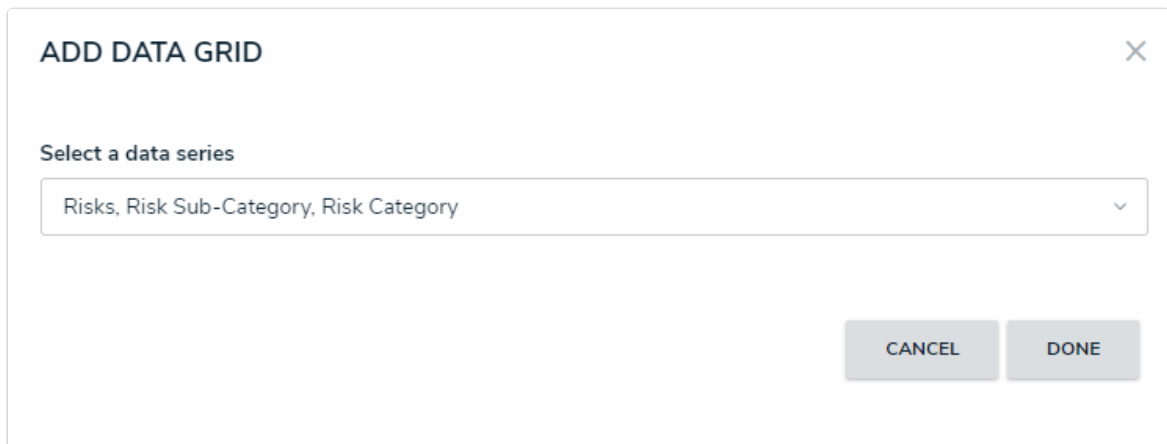 ADD DATA GRID
Select a data series
Risks, Risk Sub-Category, Risk Category
CANCEL DONE